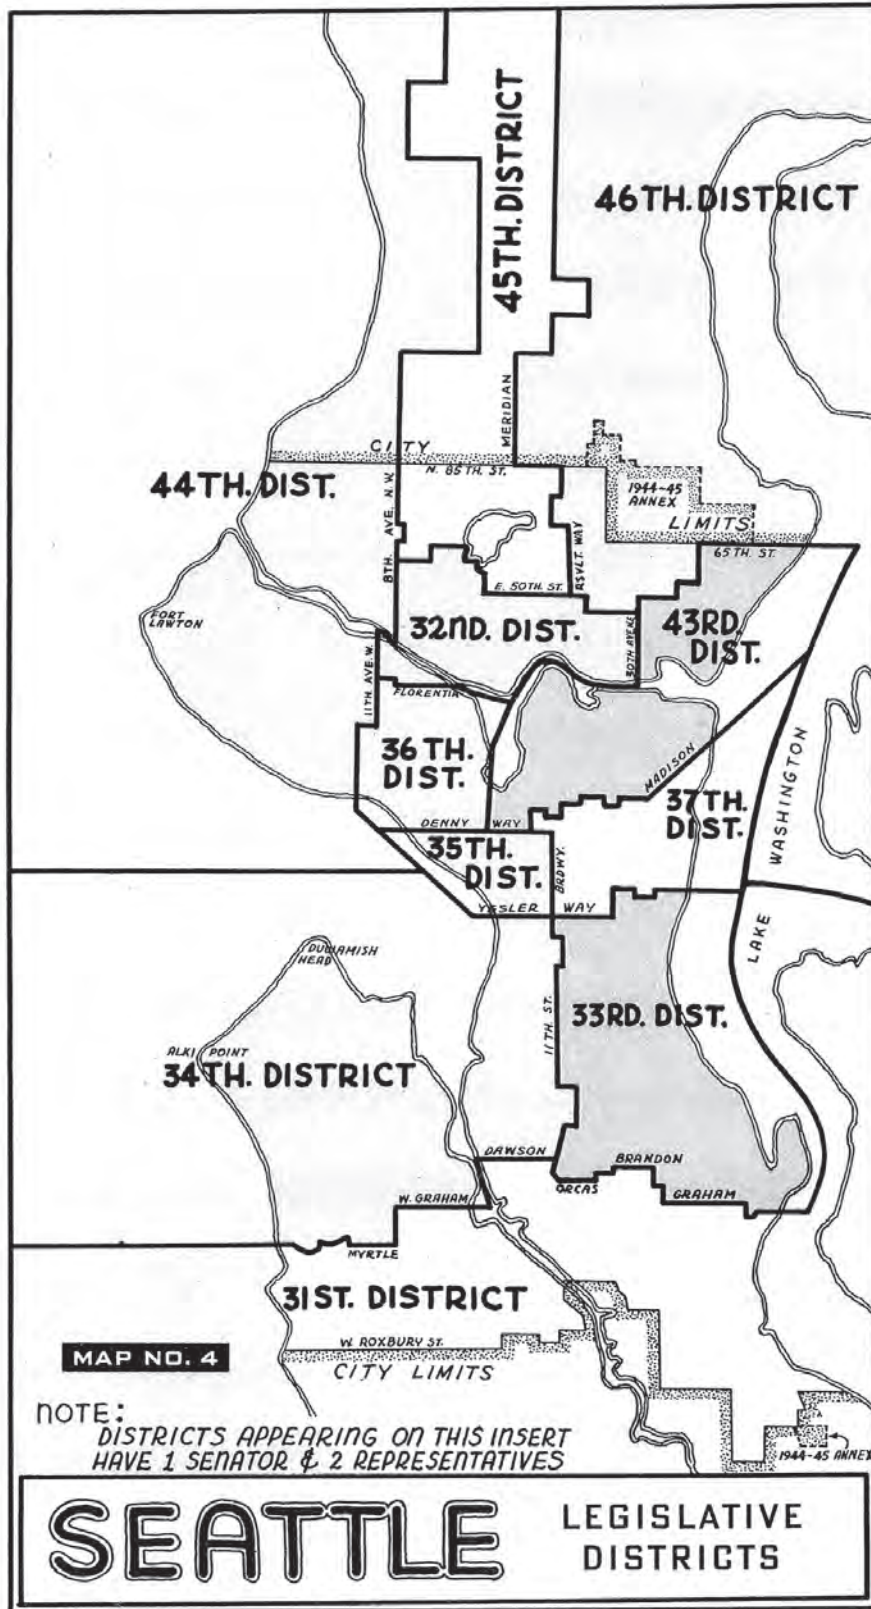 45TH. DISTRICT
46TH. DISTRICT
MERIDIAN
CITY
N. 85TH. ST.
44TH. DIST.
8TH. AVE. N.W.
1944-45
ANNEX
LIMITS
RSVLT. WAY
65TH. ST.
E. 50TH. ST.
FORT
LAWTON
32ND. DIST.
30TH AVE NE
43RD.
DIST.
11TH. AVE. W.
FLORENTIA
36TH.
DIST.
MADISON
37TH.
DIST.
WASHINGTON
DENNY WAY
35TH.
DIST.
BRDWY.
YESLER WAY
LAKE
DUWAMISH
HEAD
11TH ST.
33RD. DIST.
ALKI POINT
34TH. DISTRICT
DAWSON
BRANDON
ORCAS
GRAHAM
W. GRAHAM
MYRTLE
31ST. DISTRICT
W. ROXBURY ST.
MAP NO. 4
CITY LIMITS
NOTE:
DISTRICTS APPEARING ON THIS INSERT
HAVE 1 SENATOR & 2 REPRESENTATIVES
1944-45 ANNEX
SEATTLE
LEGISLATIVE
DISTRICTS